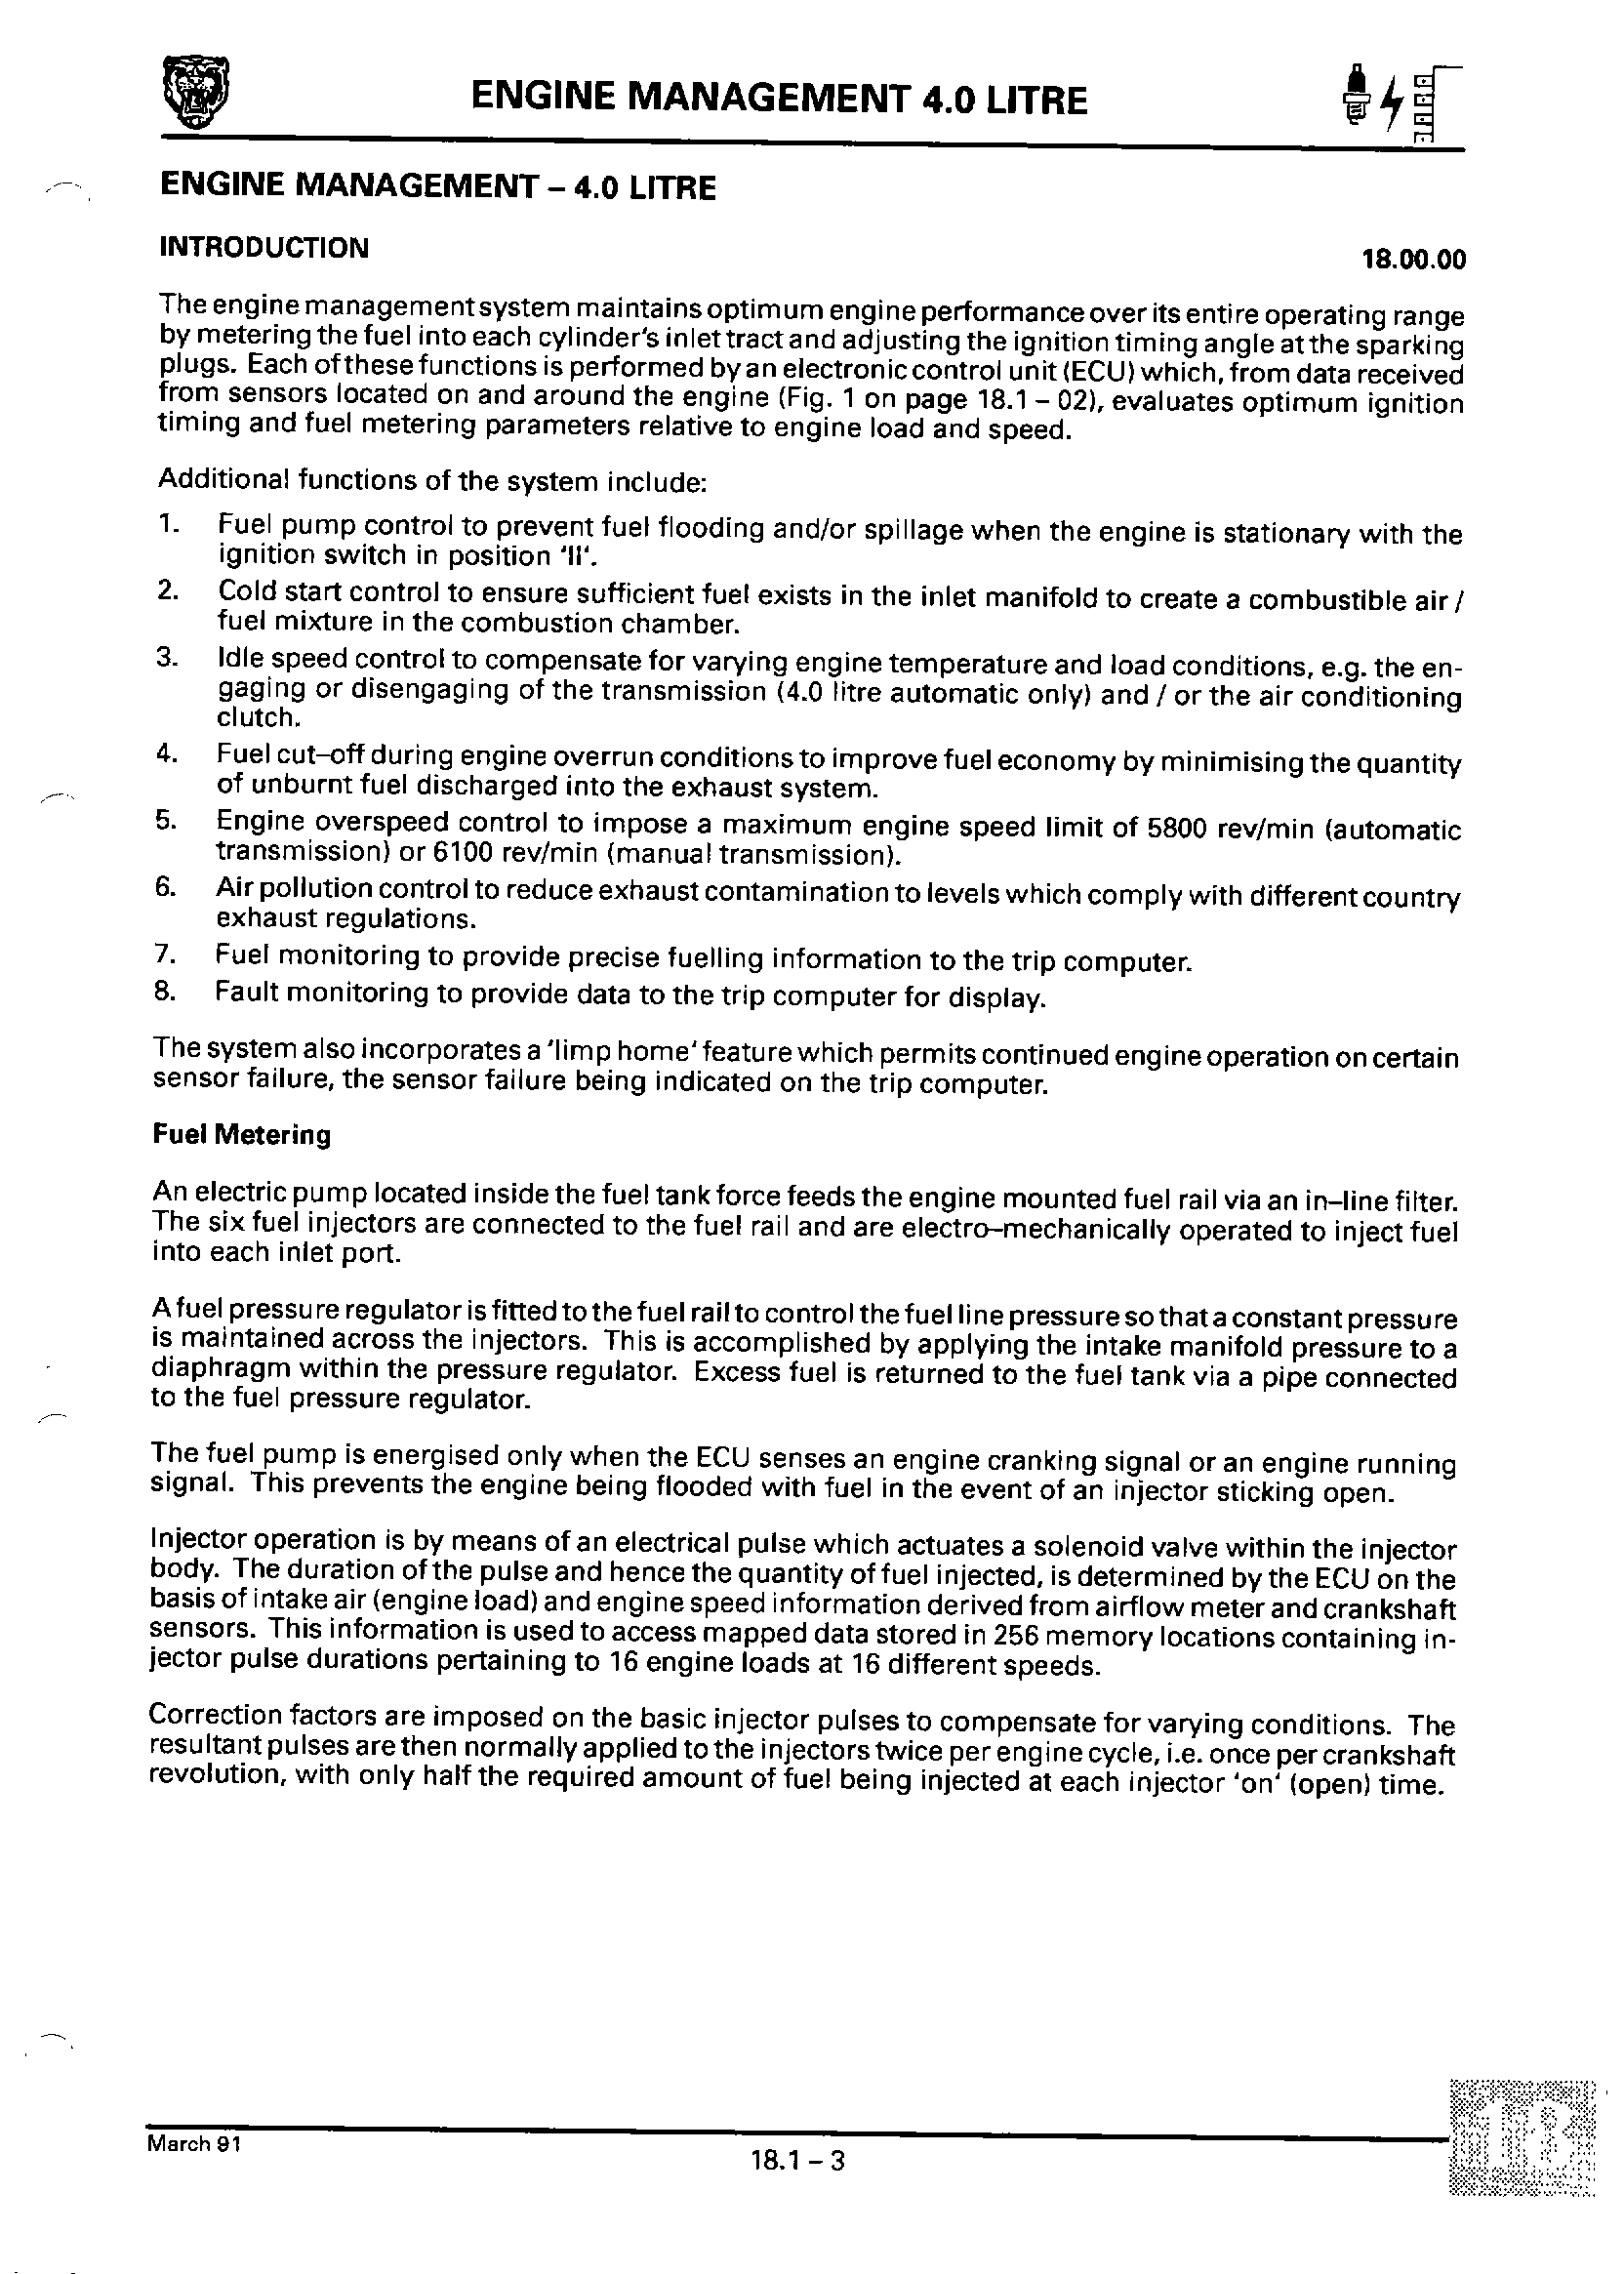 ENGINE MANAGEMENT 4.0 LITRE
ENGINE MANAGEMENT – 4.0 LITRE
INTRODUCTION
18.00.00
The engine management system maintains optimum engine performance over its entire operating range
by metering the fuel into each cylinder's inlet tract and adjusting the ignition timing angle at the sparking
plugs. Each of these functions is performed by an electronic control unit (ECU) which, from data received
from sensors located on and around the engine (Fig. 1 on page 18.1 – 02), evaluates optimum ignition
timing and fuel metering parameters relative to engine load and speed.
Additional functions of the system include:
1. Fuel pump control to prevent fuel flooding and/or spillage when the engine is stationary with the
ignition switch in position 'II'.
2. Cold start control to ensure sufficient fuel exists in the inlet manifold to create a combustible air /
fuel mixture in the combustion chamber.
3. Idle speed control to compensate for varying engine temperature and load conditions, e.g. the en-
gaging or disengaging of the transmission (4.0 litre automatic only) and / or the air conditioning
clutch.
4. Fuel cut–off during engine overrun conditions to improve fuel economy by minimising the quantity
of unburnt fuel discharged into the exhaust system.
5. Engine overspeed control to impose a maximum engine speed limit of 5800 rev/min (automatic
transmission) or 6100 rev/min (manual transmission).
6. Air pollution control to reduce exhaust contamination to levels which comply with different country
exhaust regulations.
7. Fuel monitoring to provide precise fuelling information to the trip computer.
8. Fault monitoring to provide data to the trip computer for display.
The system also incorporates a 'limp home' feature which permits continued engine operation on certain
sensor failure, the sensor failure being indicated on the trip computer.
Fuel Metering
An electric pump located inside the fuel tank force feeds the engine mounted fuel rail via an in–line filter.
The six fuel injectors are connected to the fuel rail and are electro–mechanically operated to inject fuel
into each inlet port.
A fuel pressure regulator is fitted to the fuel rail to control the fuel line pressure so that a constant pressure
is maintained across the injectors. This is accomplished by applying the intake manifold pressure to a
diaphragm within the pressure regulator. Excess fuel is returned to the fuel tank via a pipe connected
to the fuel pressure regulator.
The fuel pump is energised only when the ECU senses an engine cranking signal or an engine running
signal. This prevents the engine being flooded with fuel in the event of an injector sticking open.
Injector operation is by means of an electrical pulse which actuates a solenoid valve within the injector
body. The duration of the pulse and hence the quantity of fuel injected, is determined by the ECU on the
basis of intake air (engine load) and engine speed information derived from airflow meter and crankshaft
sensors. This information is used to access mapped data stored in 256 memory locations containing in-
jector pulse durations pertaining to 16 engine loads at 16 different speeds.
Correction factors are imposed on the basic injector pulses to compensate for varying conditions. The
resultant pulses are then normally applied to the injectors twice per engine cycle, i.e. once per crankshaft
revolution, with only half the required amount of fuel being injected at each injector 'on' (open) time.
March 91
18.1 – 3
18